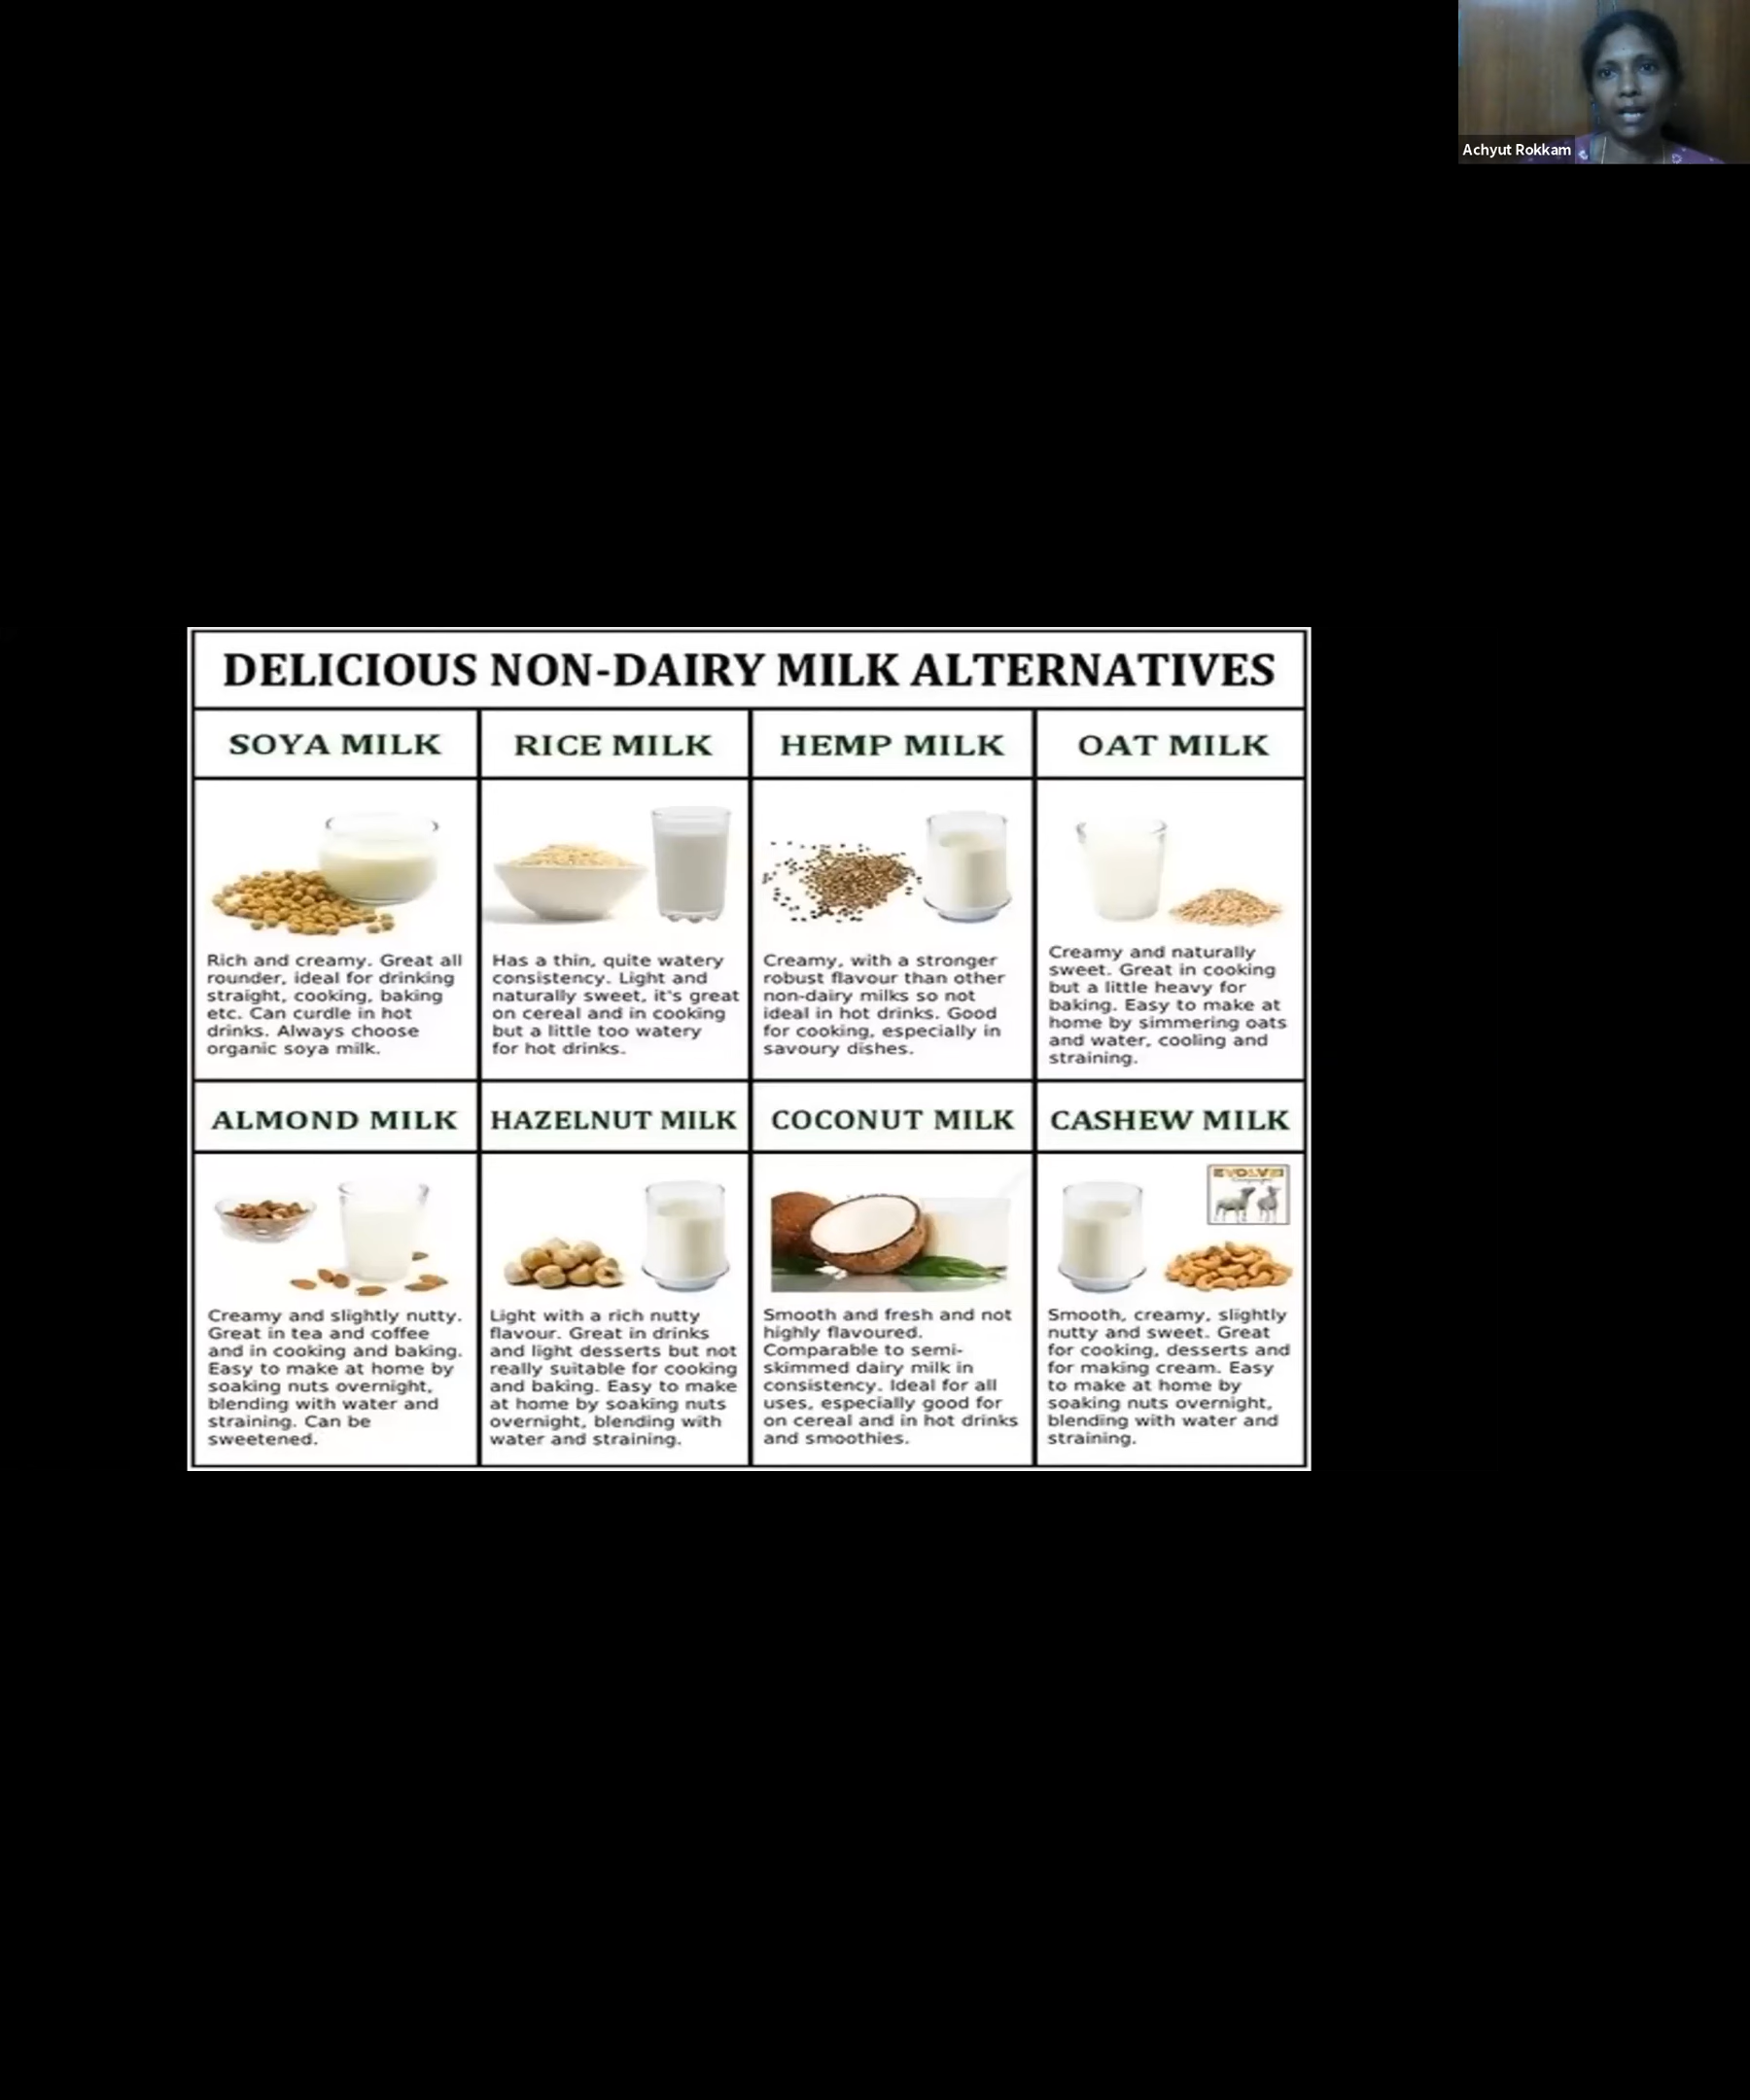 Achyut Rokkam
DELICIOUS NON-DAIRY MILK ALTERNATIVES
SOYA MILK
Rich and creamy. Great all
rounder, ideal for drinking
straight, cooking, baking
etc. Can curdle in hot
drinks. Always choose
organic soya milk.
RICE MILK
Has a thin, quite watery
consistency. Light and
naturally sweet, it's great
on cereal and in cooking
but a little too watery
for hot drinks.
HEMP MILK
Creamy, with a stronger
robust flavour than other
non-dairy milks so not
ideal in hot drinks. Good
for cooking, especially in
savoury dishes.
OAT MILK
Creamy and naturally
sweet. Great in cooking
but a little heavy for
baking. Easy to make at
home by simmering oats
and water, cooling and
straining.
ALMOND MILK
Creamy and slightly nutty.
Great in tea and coffee
and in cooking and baking.
Easy to make at home by
soaking nuts overnight,
blending with water and
straining. Can be
sweetened.
HAZELNUT MILK
Light with a rich nutty
flavour. Great in drinks
and light desserts but not
really suitable for cooking
and baking. Easy to make
at home by soaking nuts
overnight, blending with
water and straining.
COCONUT MILK
Smooth and fresh and not
highly flavoured.
Comparable to semi-
skimmed dairy milk in
consistency. Ideal for all
uses, especially good for
on cereal and in hot drinks
and smoothies.
CASHEW MILK
EVOLVE
Smooth, creamy, slightly
nutty and sweet. Great
for cooking, desserts and
for making cream. Easy
to make at home by
soaking nuts overnight,
blending with water and
straining.